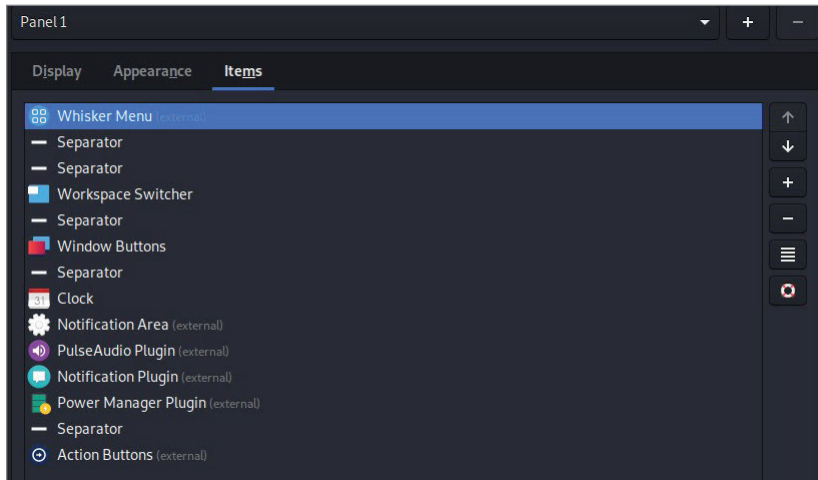 Panel 1
Display Appearance Items
Whisker Menu (external)
Separator
Separator
Workspace Switcher
Separator
Window Buttons
Separator
31 Clock
Notification Area (external)
PulseAudio Plugin (external)
Notification Plugin (external)
Power Manager Plugin (external)
Separator
Action Buttons (external)